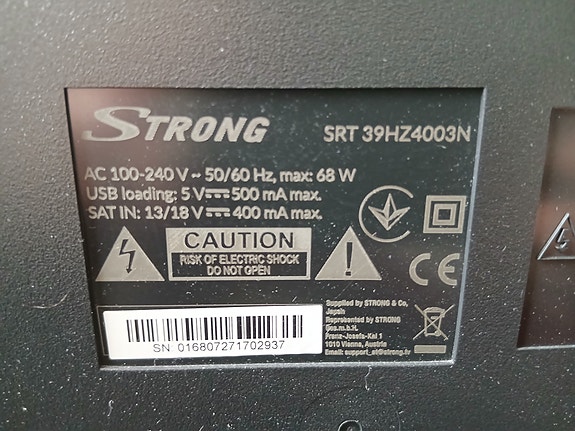 STRONG
SRT 39HZ4003N
AC 100-240 V ~ 50/60 Hz, max: 68 W
USB loading: 5 V⎓500 mA max.
SAT IN: 13/18 V⎓400 mA max.
CAUTION
RISK OF ELECTRIC SHOCK
DO NOT OPEN
CE
SN: 016807271702937
Supplied by STRONG & Co,
Japan
Represented by STRONG
Ges.m.b.H.
Franz-Josefs-Kai 1
1010 Vienna, Austria
Email: support_at@strong.tv